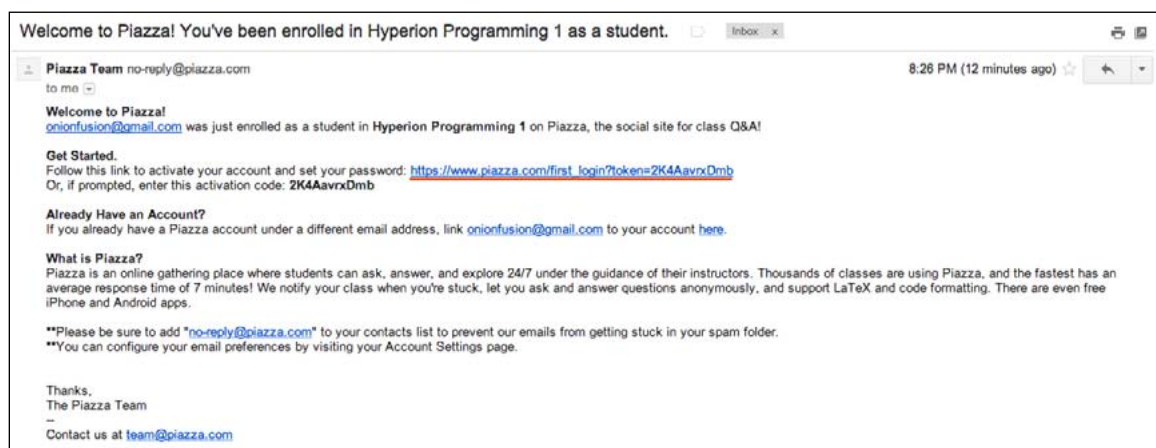 Welcome to Piazza! You've been enrolled in Hyperion Programming 1 as a student. Inbox x
Piazza Team no-reply@piazza.com 8:26 PM (12 minutes ago)
to me
Welcome to Piazza!
onionfusion@gmail.com was just enrolled as a student in Hyperion Programming 1 on Piazza, the social site for class Q&A!
Get Started.
Follow this link to activate your account and set your password: https://www.piazza.com/first_login?token=2K4AavrxDmb
Or, if prompted, enter this activation code: 2K4AavrxDmb
Already Have an Account?
If you already have a Piazza account under a different email address, link onionfusion@gmail.com to your account here.
What is Piazza?
Piazza is an online gathering place where students can ask, answer, and explore 24/7 under the guidance of their instructors. Thousands of classes are using Piazza, and the fastest has an
average response time of 7 minutes! We notify your class when you're stuck, let you ask and answer questions anonymously, and support LaTeX and code formatting. There are even free
iPhone and Android apps.
**Please be sure to add "no-reply@piazza.com" to your contacts list to prevent our emails from getting stuck in your spam folder.
**You can configure your email preferences by visiting your Account Settings page.
Thanks,
The Piazza Team
--
Contact us at team@piazza.com